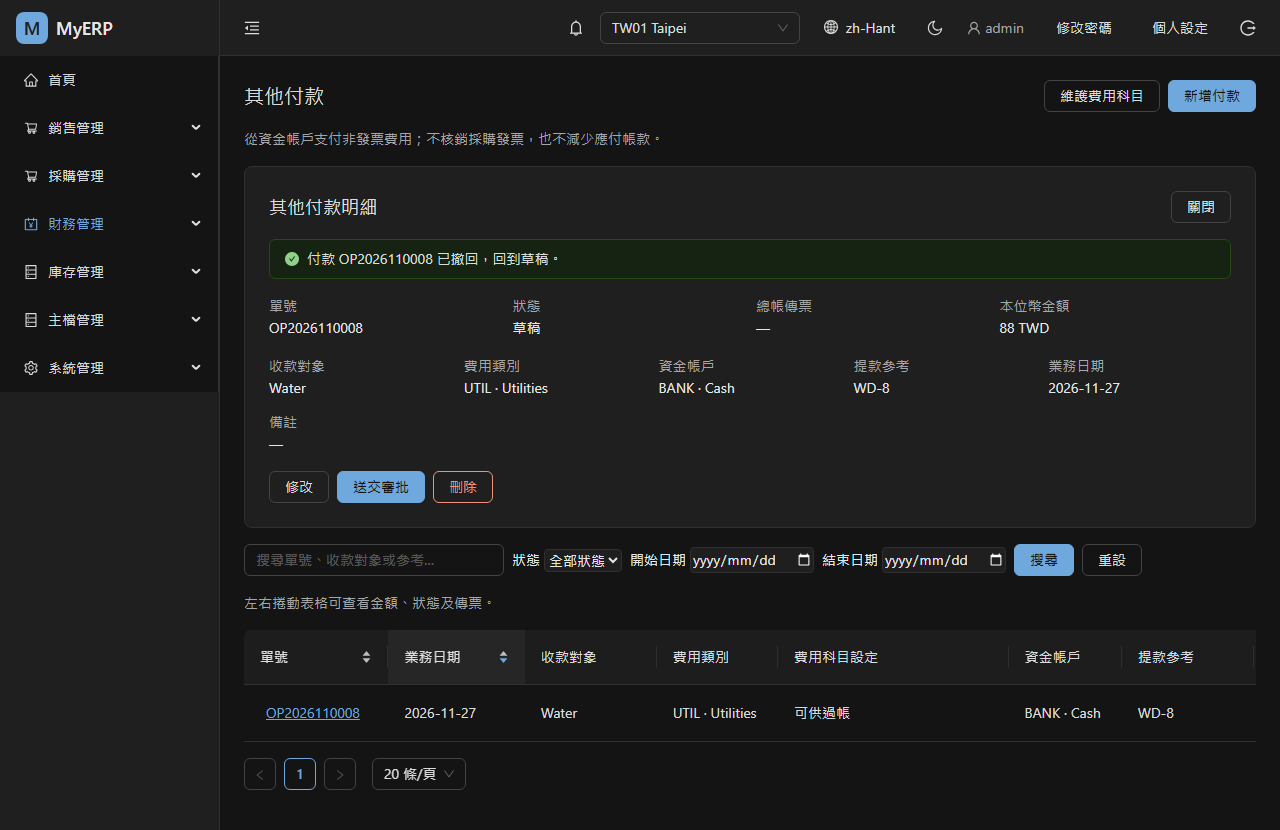 M MyERP
TW01 Taipei
zh-Hant
admin
修改密碼
個人設定
首頁
銷售管理
採購管理
財務管理
庫存管理
主檔管理
系統管理
其他付款
維護費用科目
新增付款
從資金帳戶支付非發票費用；不核銷採購發票，也不減少應付帳款。
其他付款明細
關閉
付款 OP2026110008 已撤回，回到草稿。
單號 狀態 總帳傳票 本位幣金額
OP2026110008 草稿 — 88 TWD
收款對象 費用類別 資金帳戶 提款參考 業務日期
Water UTIL · Utilities BANK · Cash WD-8 2026-11-27
備註
—
修改 送交審批 刪除
搜尋單號、收款對象或參考... 狀態 全部狀態 開始日期 yyyy/mm/dd 結束日期 yyyy/mm/dd 搜尋 重設
左右捲動表格可查看金額、狀態及傳票。
單號 業務日期 收款對象 費用類別 費用科目設定 資金帳戶 提款參考
OP2026110008 2026-11-27 Water UTIL · Utilities 可供過帳 BANK · Cash WD-8
< 1 > 20 條/頁